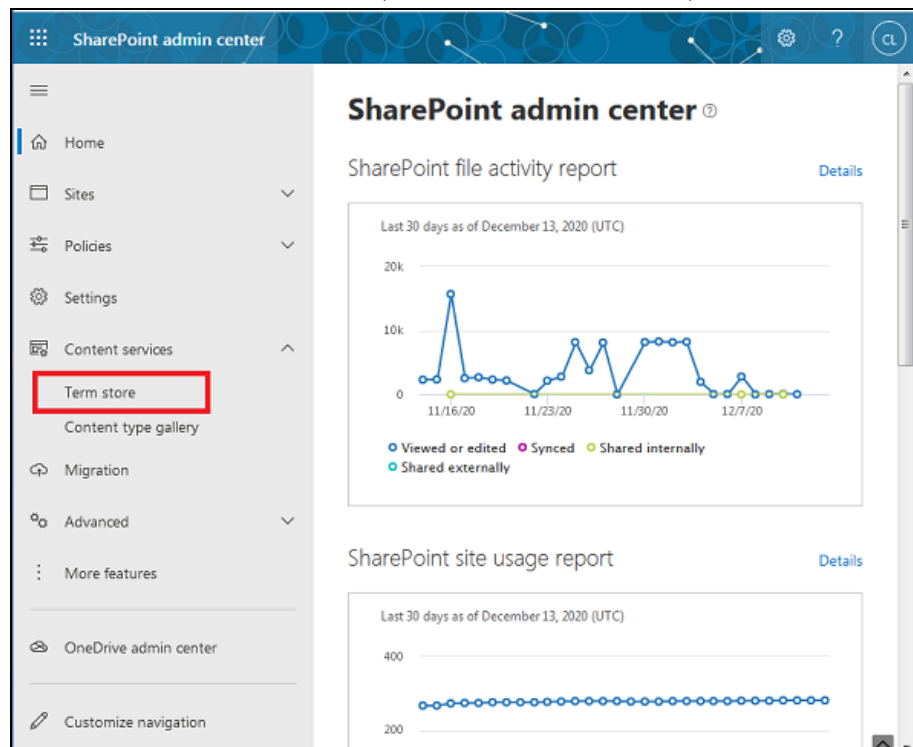 SharePoint admin center
?
CL
Home
Sites
Policies
Settings
Content services
Term store
Content type gallery
Migration
Advanced
More features
OneDrive admin center
Customize navigation
SharePoint admin center
SharePoint file activity report
Details
Last 30 days as of December 13, 2020 (UTC)
20k
10k
0
11/16/20 11/23/20 11/30/20 12/7/20
Viewed or edited Synced Shared internally
Shared externally
SharePoint site usage report
Details
Last 30 days as of December 13, 2020 (UTC)
400
200